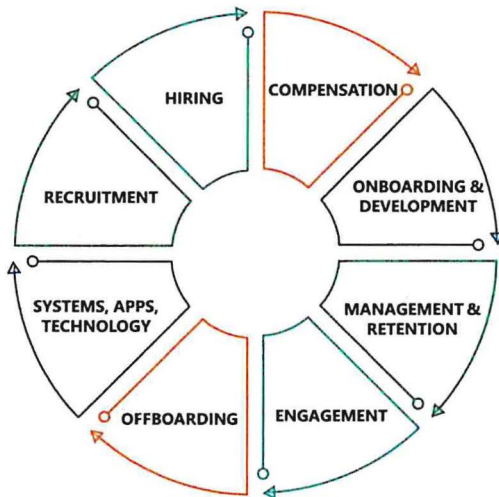 HIRING
COMPENSATION
ONBOARDING &
DEVELOPMENT
MANAGEMENT &
RETENTION
ENGAGEMENT
OFFBOARDING
SYSTEMS, APPS,
TECHNOLOGY
RECRUITMENT